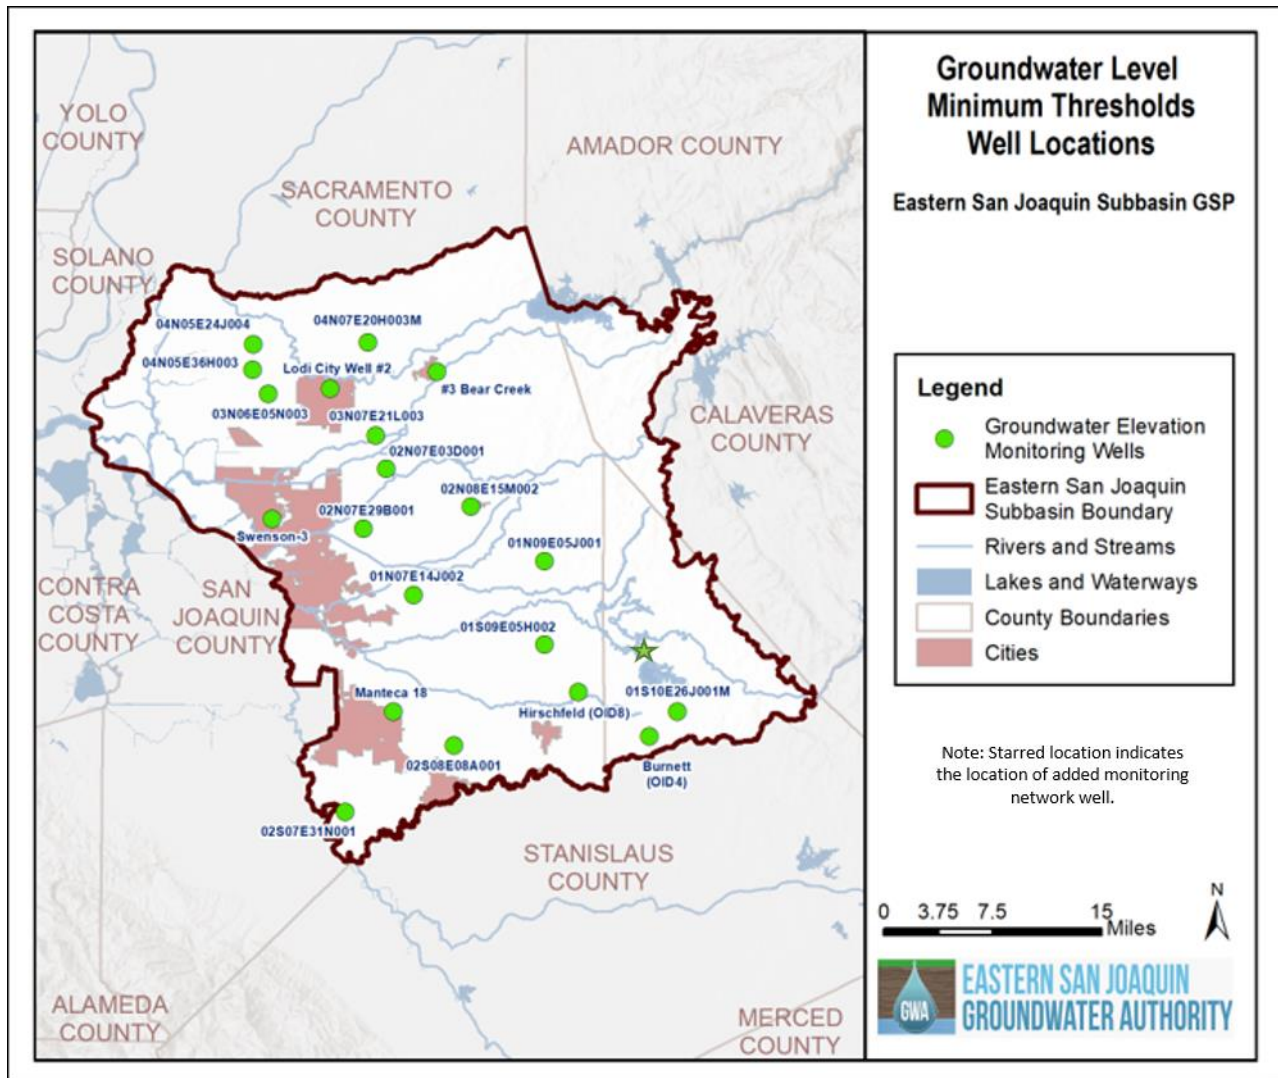 YOLO
COUNTY
AMADOR COUNTY
SACRAMENTO
COUNTY
SOLANO
COUNTY
04N05E24J004
04N07E20H003M
04N05E36H003
Lodi City Well #2
#3 Bear Creek
03N06E05N003
03N07E21L003
CALAVERAS
COUNTY
02N07E03D001
02N08E15M002
02N07E29B001
Swenson-3
01N09E05J001
01N07E14J002
CONTRA
COSTA
COUNTY
SAN
JOAQUIN
COUNTY
01S09E05H002
01S10E26J001M
Manteca 18
Hirschfeld (OID8)
02S08E08A001
Burnett
(OID4)
02S07E31N001
STANISLAUS
COUNTY
ALAMEDA
COUNTY
MERCED
COUNTY
Groundwater Level
Minimum Thresholds
Well Locations
Eastern San Joaquin Subbasin GSP
Legend
Groundwater Elevation
Monitoring Wells
Eastern San Joaquin
Subbasin Boundary
Rivers and Streams
Lakes and Waterways
County Boundaries
Cities
Note: Starred location indicates
the location of added monitoring
network well.
N
0 3.75 7.5 15
Miles
GWA
EASTERN SAN JOAQUIN
GROUNDWATER AUTHORITY